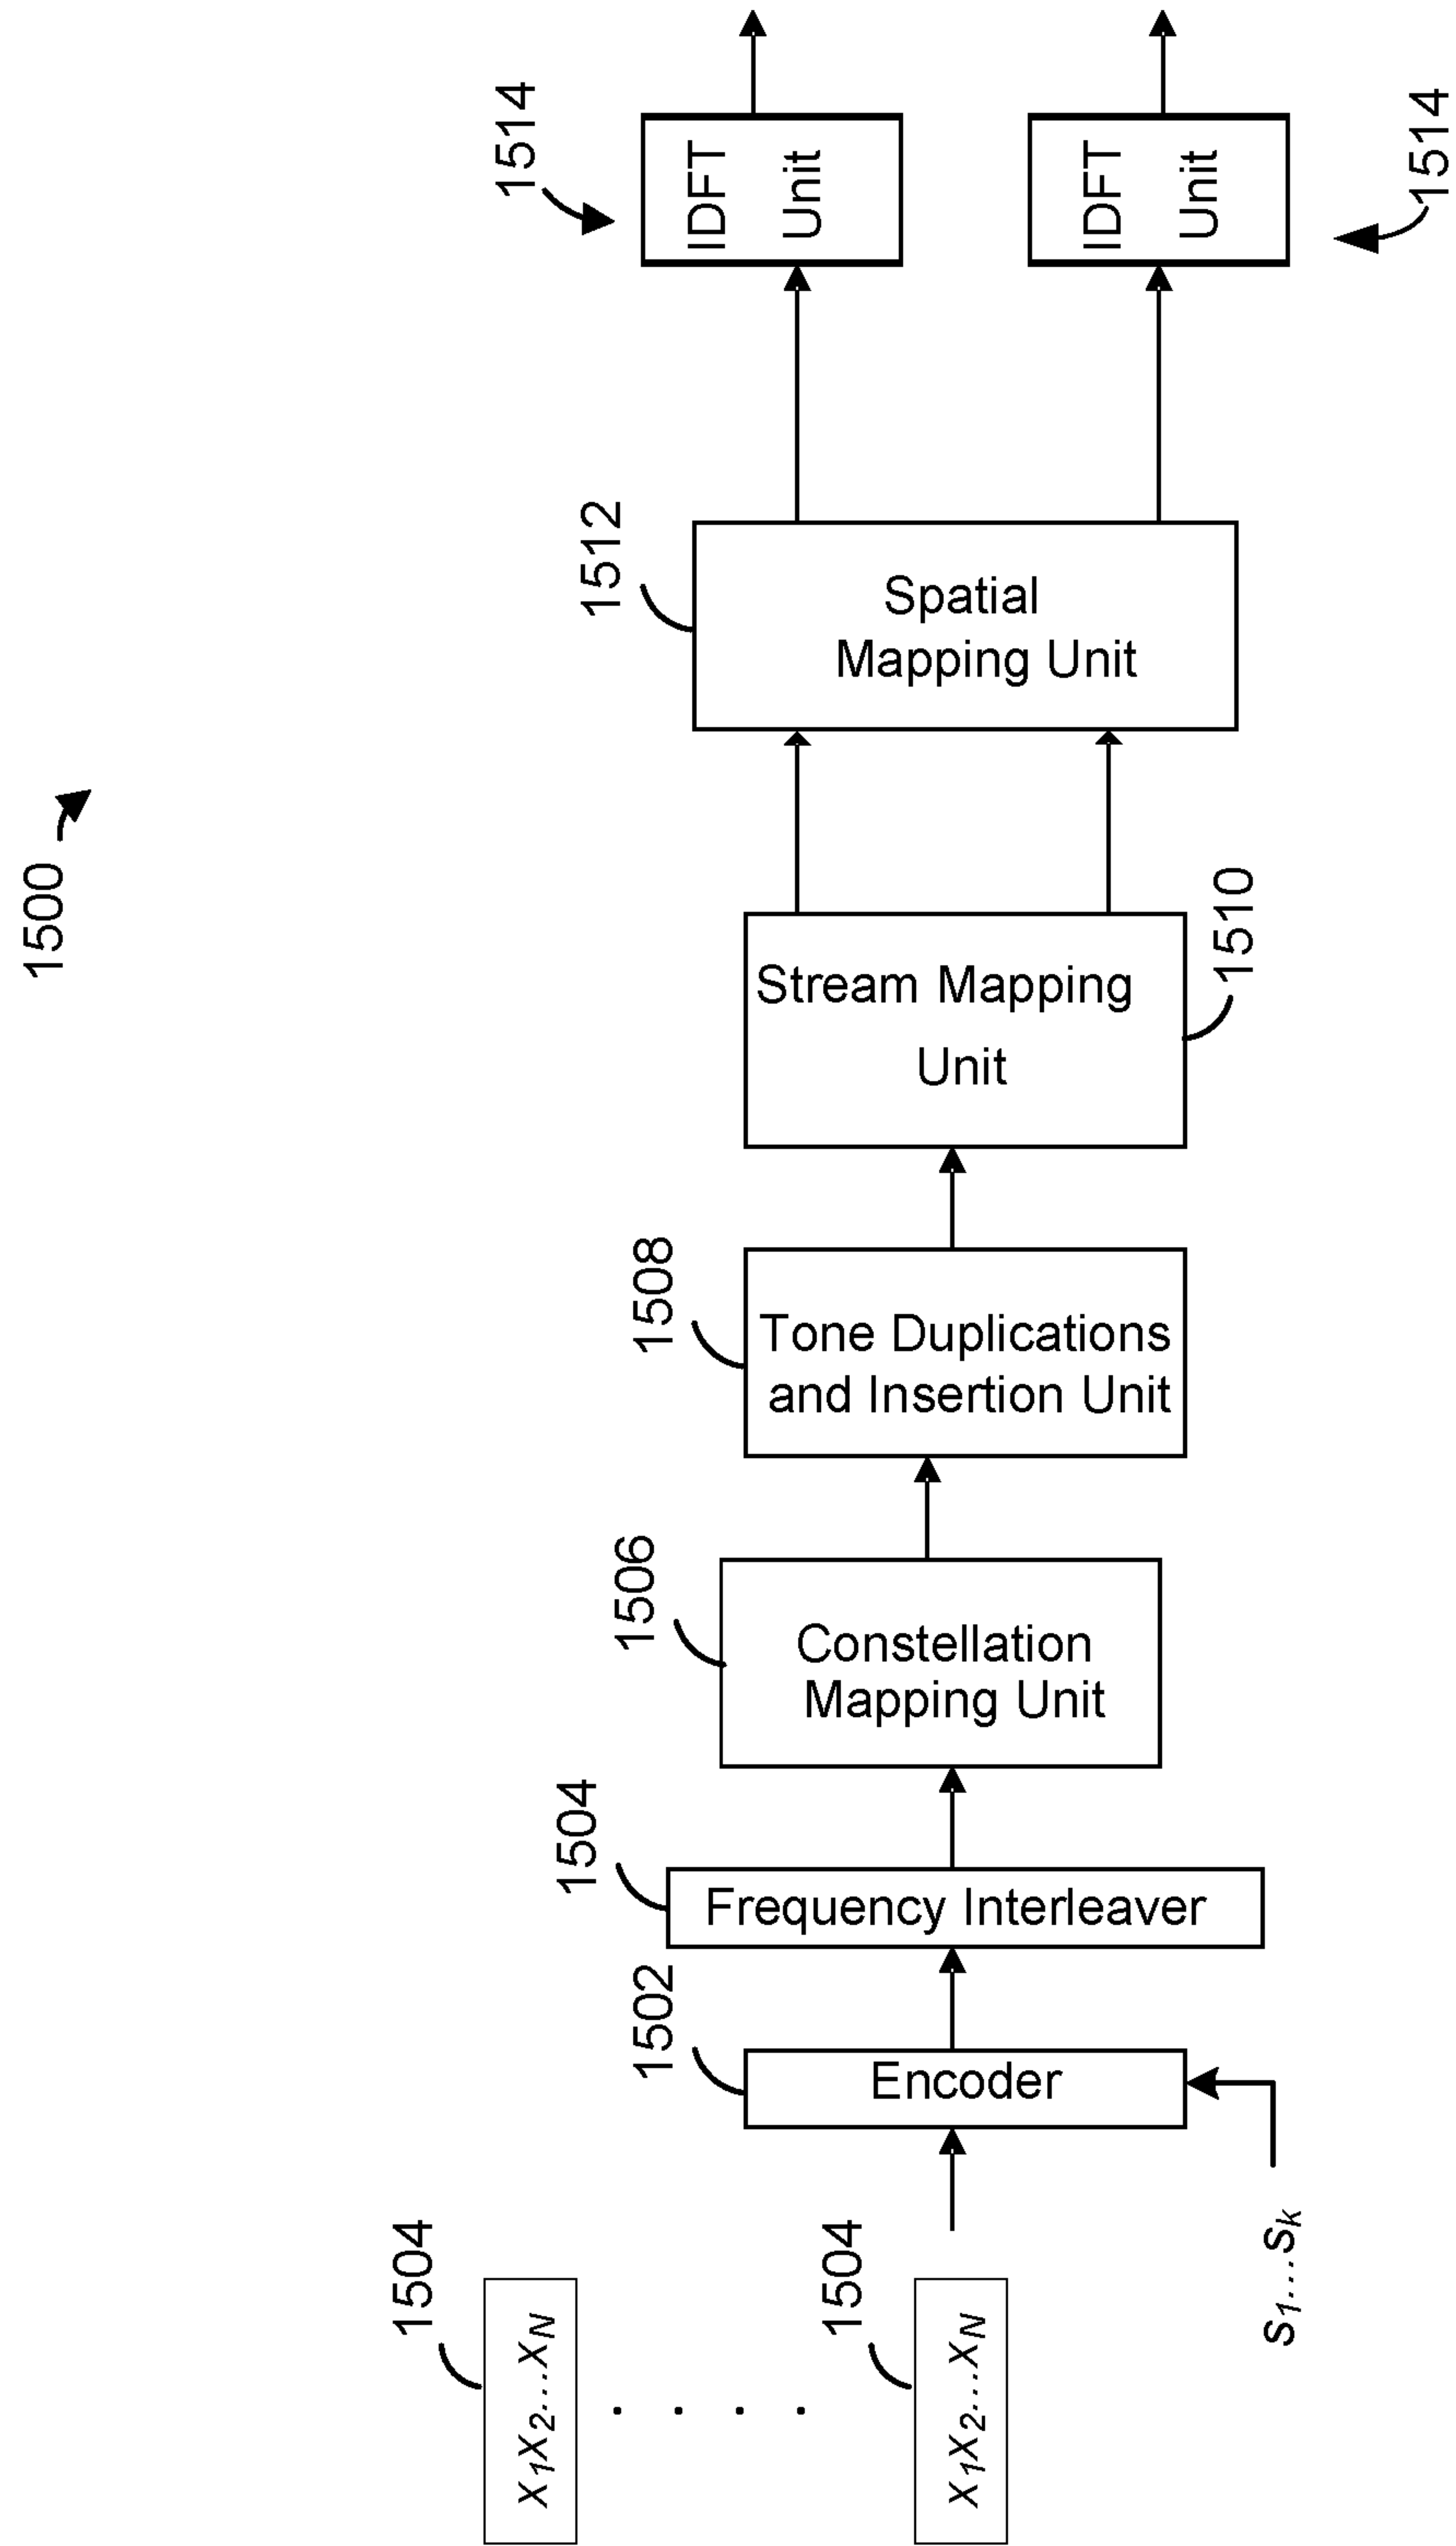 1500
1504
x1x2...xN
. . . .
1504
x1x2...xN
s1...sk
1502
Encoder
1504
Frequency Interleaver
1506
Constellation
Mapping Unit
1508
Tone Duplications
and Insertion Unit
Stream Mapping
Unit
1510
1512
Spatial
Mapping Unit
1514
IDFT
Unit
IDFT
Unit
1514